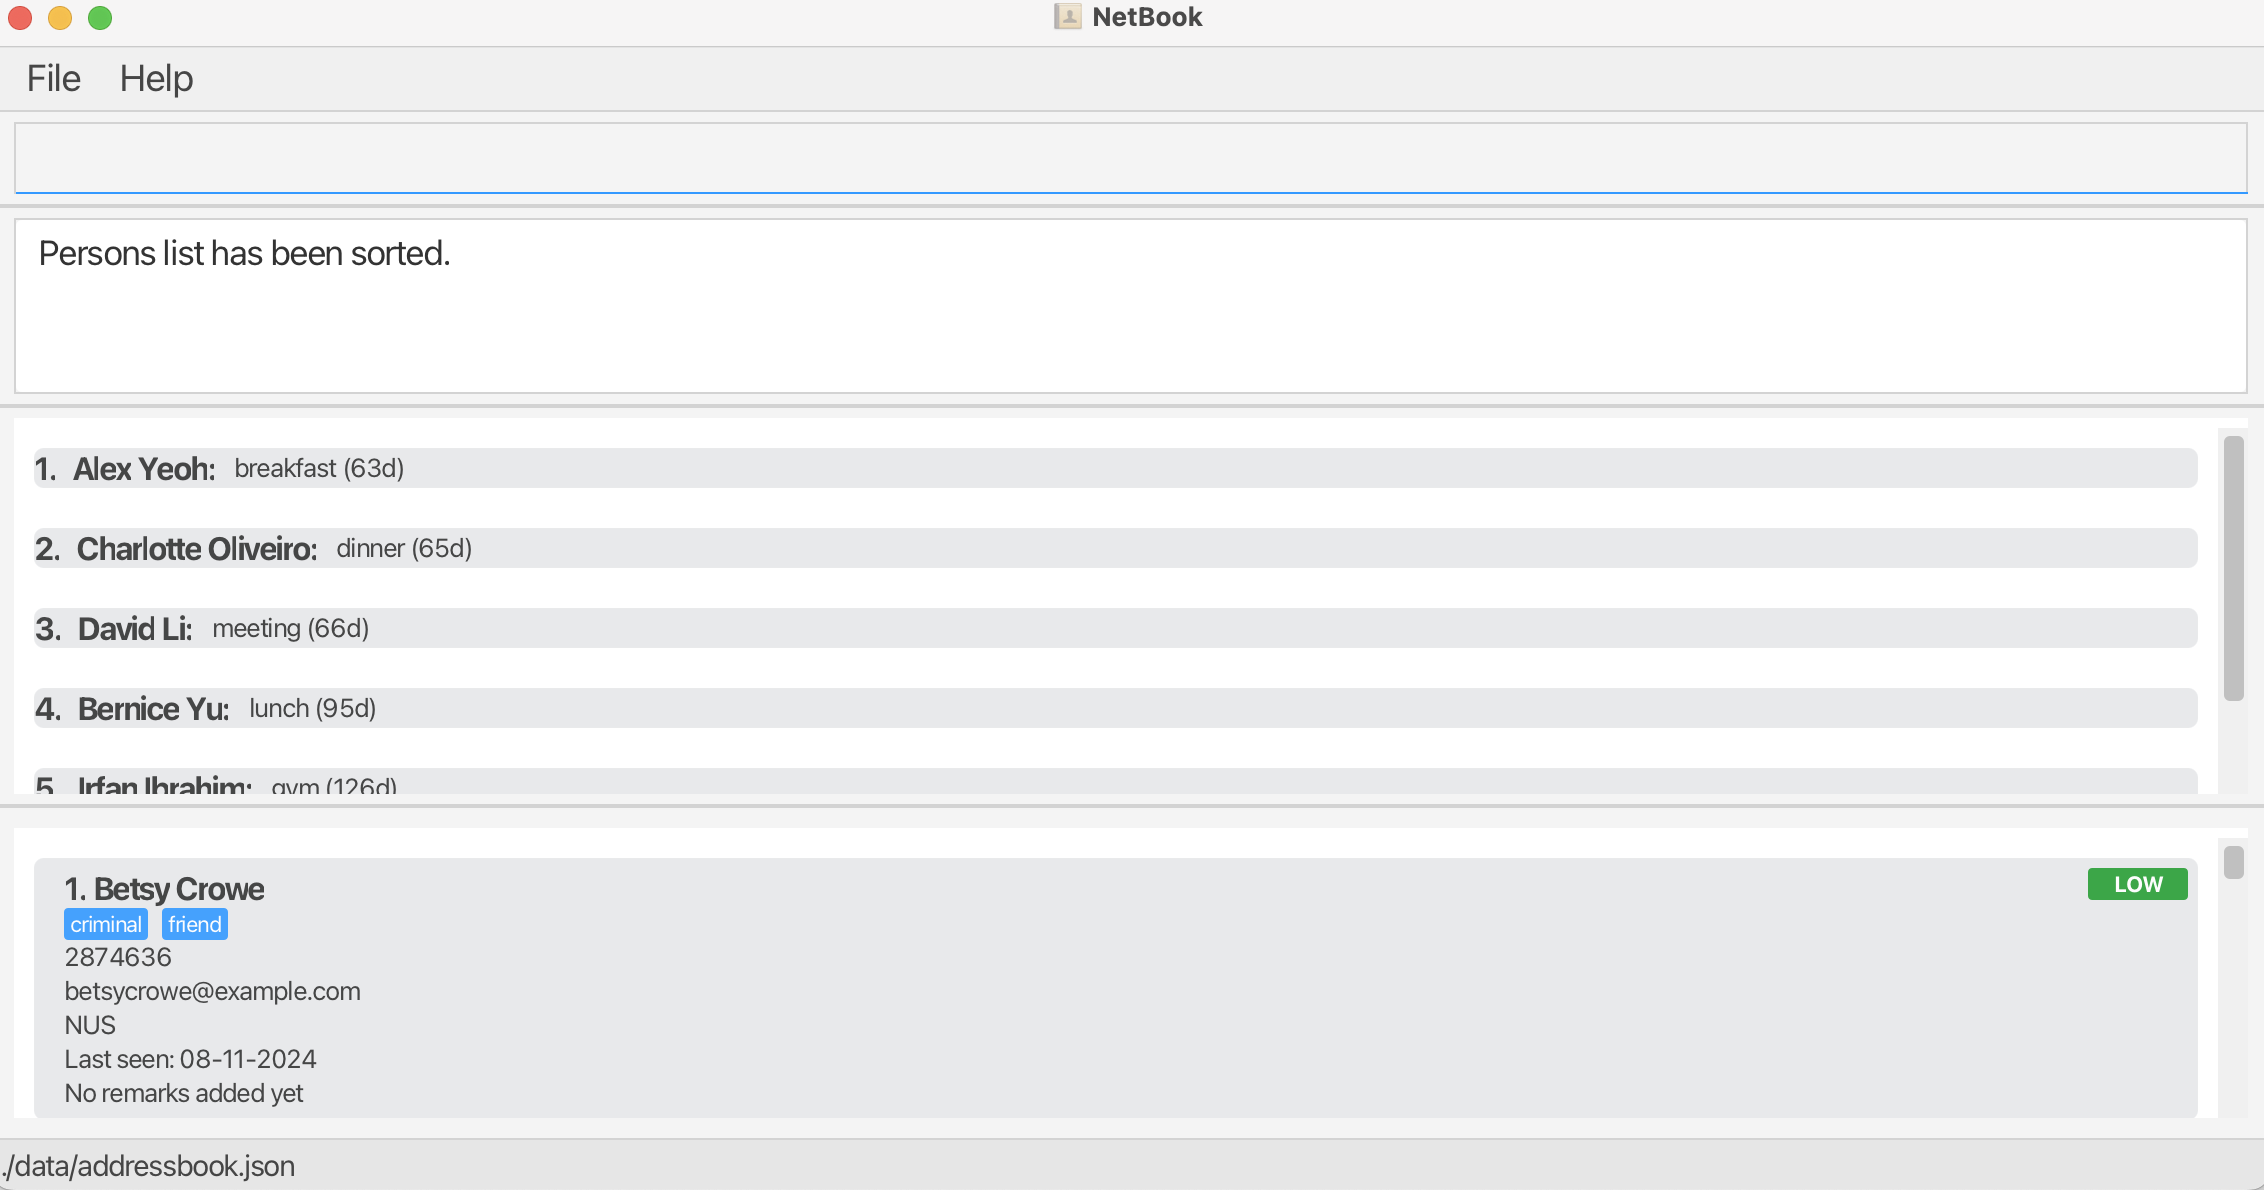 NetBook
File Help
Persons list has been sorted.
1. Alex Yeoh: breakfast (63d)
2. Charlotte Oliveiro: dinner (65d)
3. David Li: meeting (66d)
4. Bernice Yu: lunch (95d)
5. Irfan Ibrahim: gym (126d)
1. Betsy Crowe
LOW
criminal friend
2874636
betsycrowe@example.com
NUS
Last seen: 08-11-2024
No remarks added yet
./data/addressbook.json